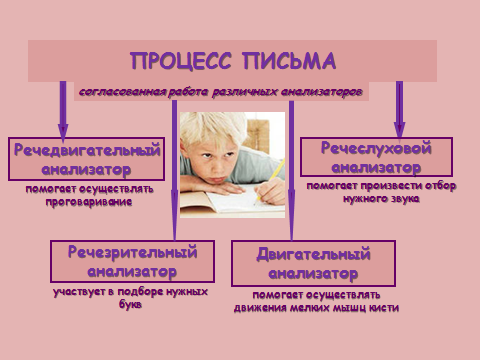 ПРОЦЕСС ПИСЬМА
согласованная работа различных анализаторов
Речедвигательный
анализатор
помогает осуществлять
проговаривание
Речеслуховой
анализатор
помогает произвести отбор
нужного звука
Речезрительный
анализатор
участвует в подборе нужных
букв
Двигательный
анализатор
помогает осуществлять
движения мелких мышц кисти